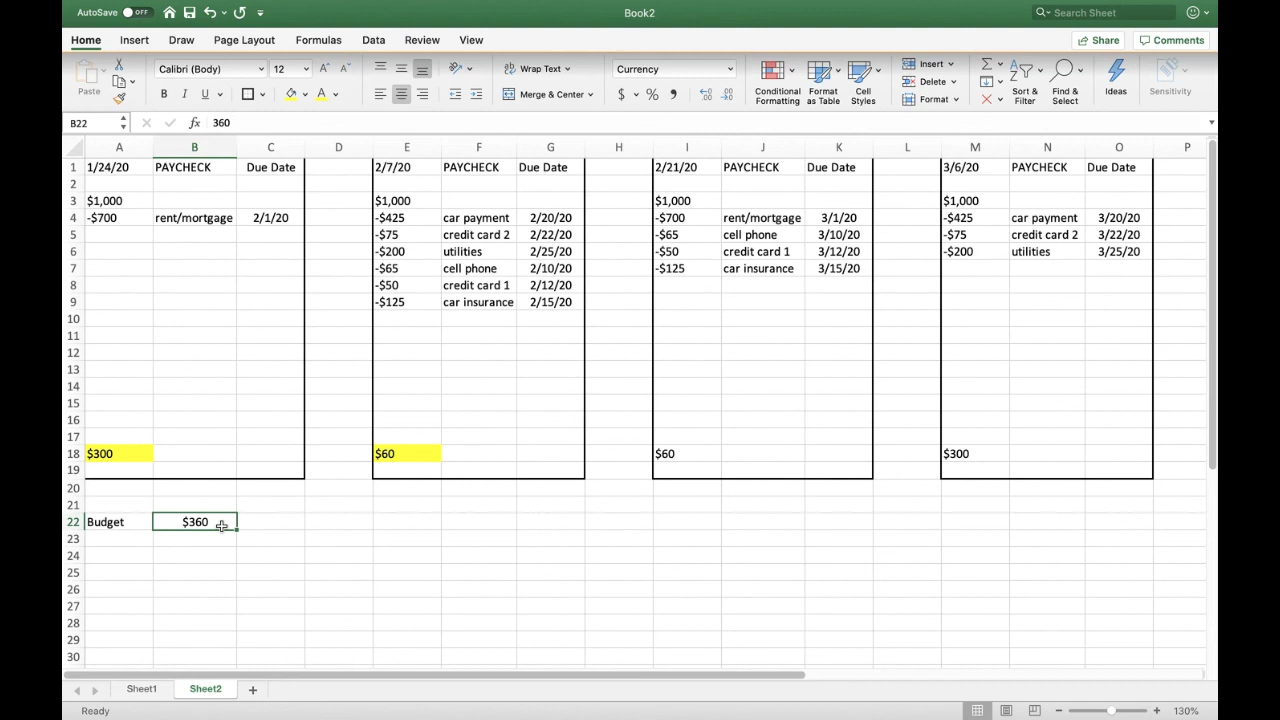 AutoSave OFF Book2 Search Sheet
Home Insert Draw Page Layout Formulas Data Review View Share Comments
Paste Calibri (Body) 12 A A Wrap Text Currency Conditional Formatting Format as Table Cell Styles Insert Sort & Filter Find & Select Ideas Sensitivity
B I U A Merge & Center $ % Delete
Format
B22 fx 360
A B C D E F G H I J K L M N O P
1 1/24/20 PAYCHECK Due Date 2/7/20 PAYCHECK Due Date 2/21/20 PAYCHECK Due Date 3/6/20 PAYCHECK Due Date
2
3 $1,000 $1,000 $1,000 $1,000
4 -$700 rent/mortgage 2/1/20 -$425 car payment 2/20/20 -$700 rent/mortgage 3/1/20 -$425 car payment 3/20/20
5 -$75 credit card 2 2/22/20 -$65 cell phone 3/10/20 -$75 credit card 2 3/22/20
6 -$200 utilities 2/25/20 -$50 credit card 1 3/12/20 -$200 utilities 3/25/20
7 -$65 cell phone 2/10/20 -$125 car insurance 3/15/20
8 -$50 credit card 1 2/12/20
9 -$125 car insurance 2/15/20
10
11
12
13
14
15
16
17
18 $300 $60 $60 $300
19
20
21
22 Budget $360
23
24
25
26
27
28
29
30
Sheet1 Sheet2 +
Ready 130%